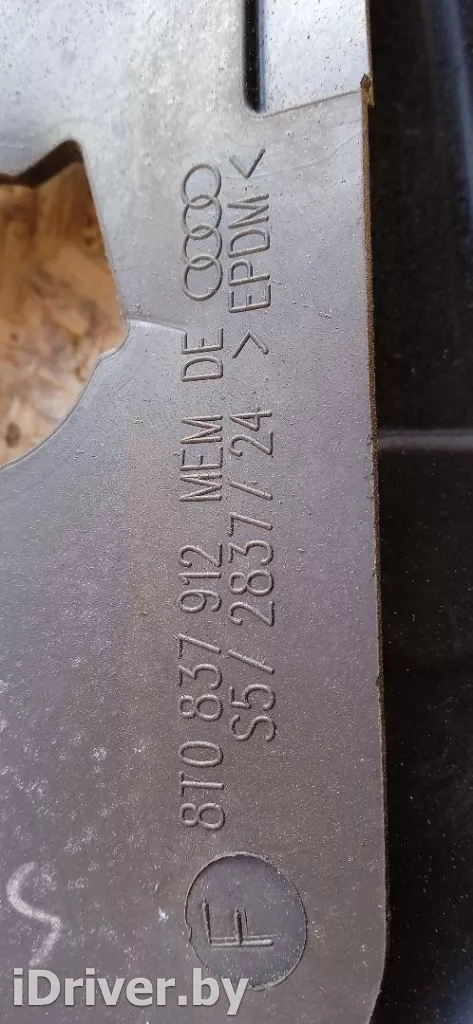 8T0 837 912 MEM DE
S5/ 2837 / 24 > EPDM <
F
iDriver.by